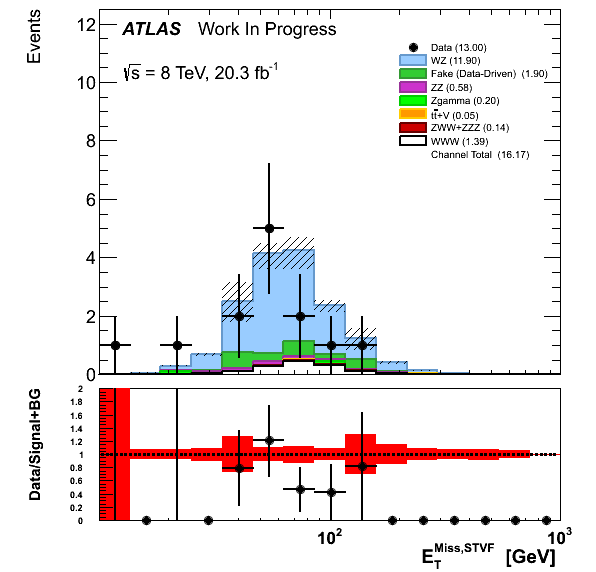 Events
12
10
8
6
4
2
0
ATLAS Work In Progress
√s = 8 TeV, 20.3 fb-1
Data (13.00)
WZ (11.90)
Fake (Data-Driven) (1.90)
ZZ (0.58)
Zgamma (0.20)
tt̄+V (0.05)
ZWW+ZZZ (0.14)
WWW (1.39)
Channel Total (16.17)
Data/Signal+BG
2
1.8
1.6
1.4
1.2
1
0.8
0.6
0.4
0.2
0
10²
10³
E_T^Miss,STVF [GeV]